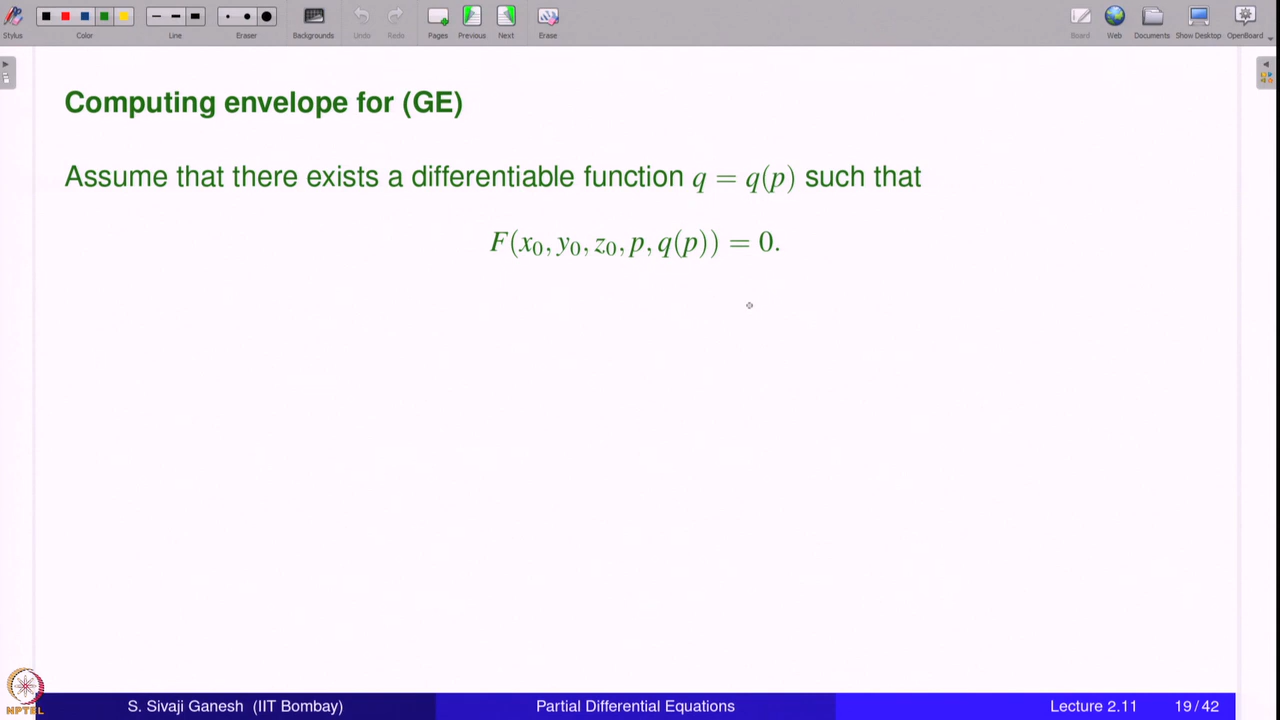 Stylus Color Line Eraser Backgrounds Undo Redo Pages Previous Next Erase Board Web Documents Show Desktop OpenBoard
Computing envelope for (GE)
Assume that there exists a differentiable function q = q(p) such that
F(x₀, y₀, z₀, p, q(p)) = 0.
NPTEL
S. Sivaji Ganesh (IIT Bombay) Partial Differential Equations Lecture 2.11 19/42